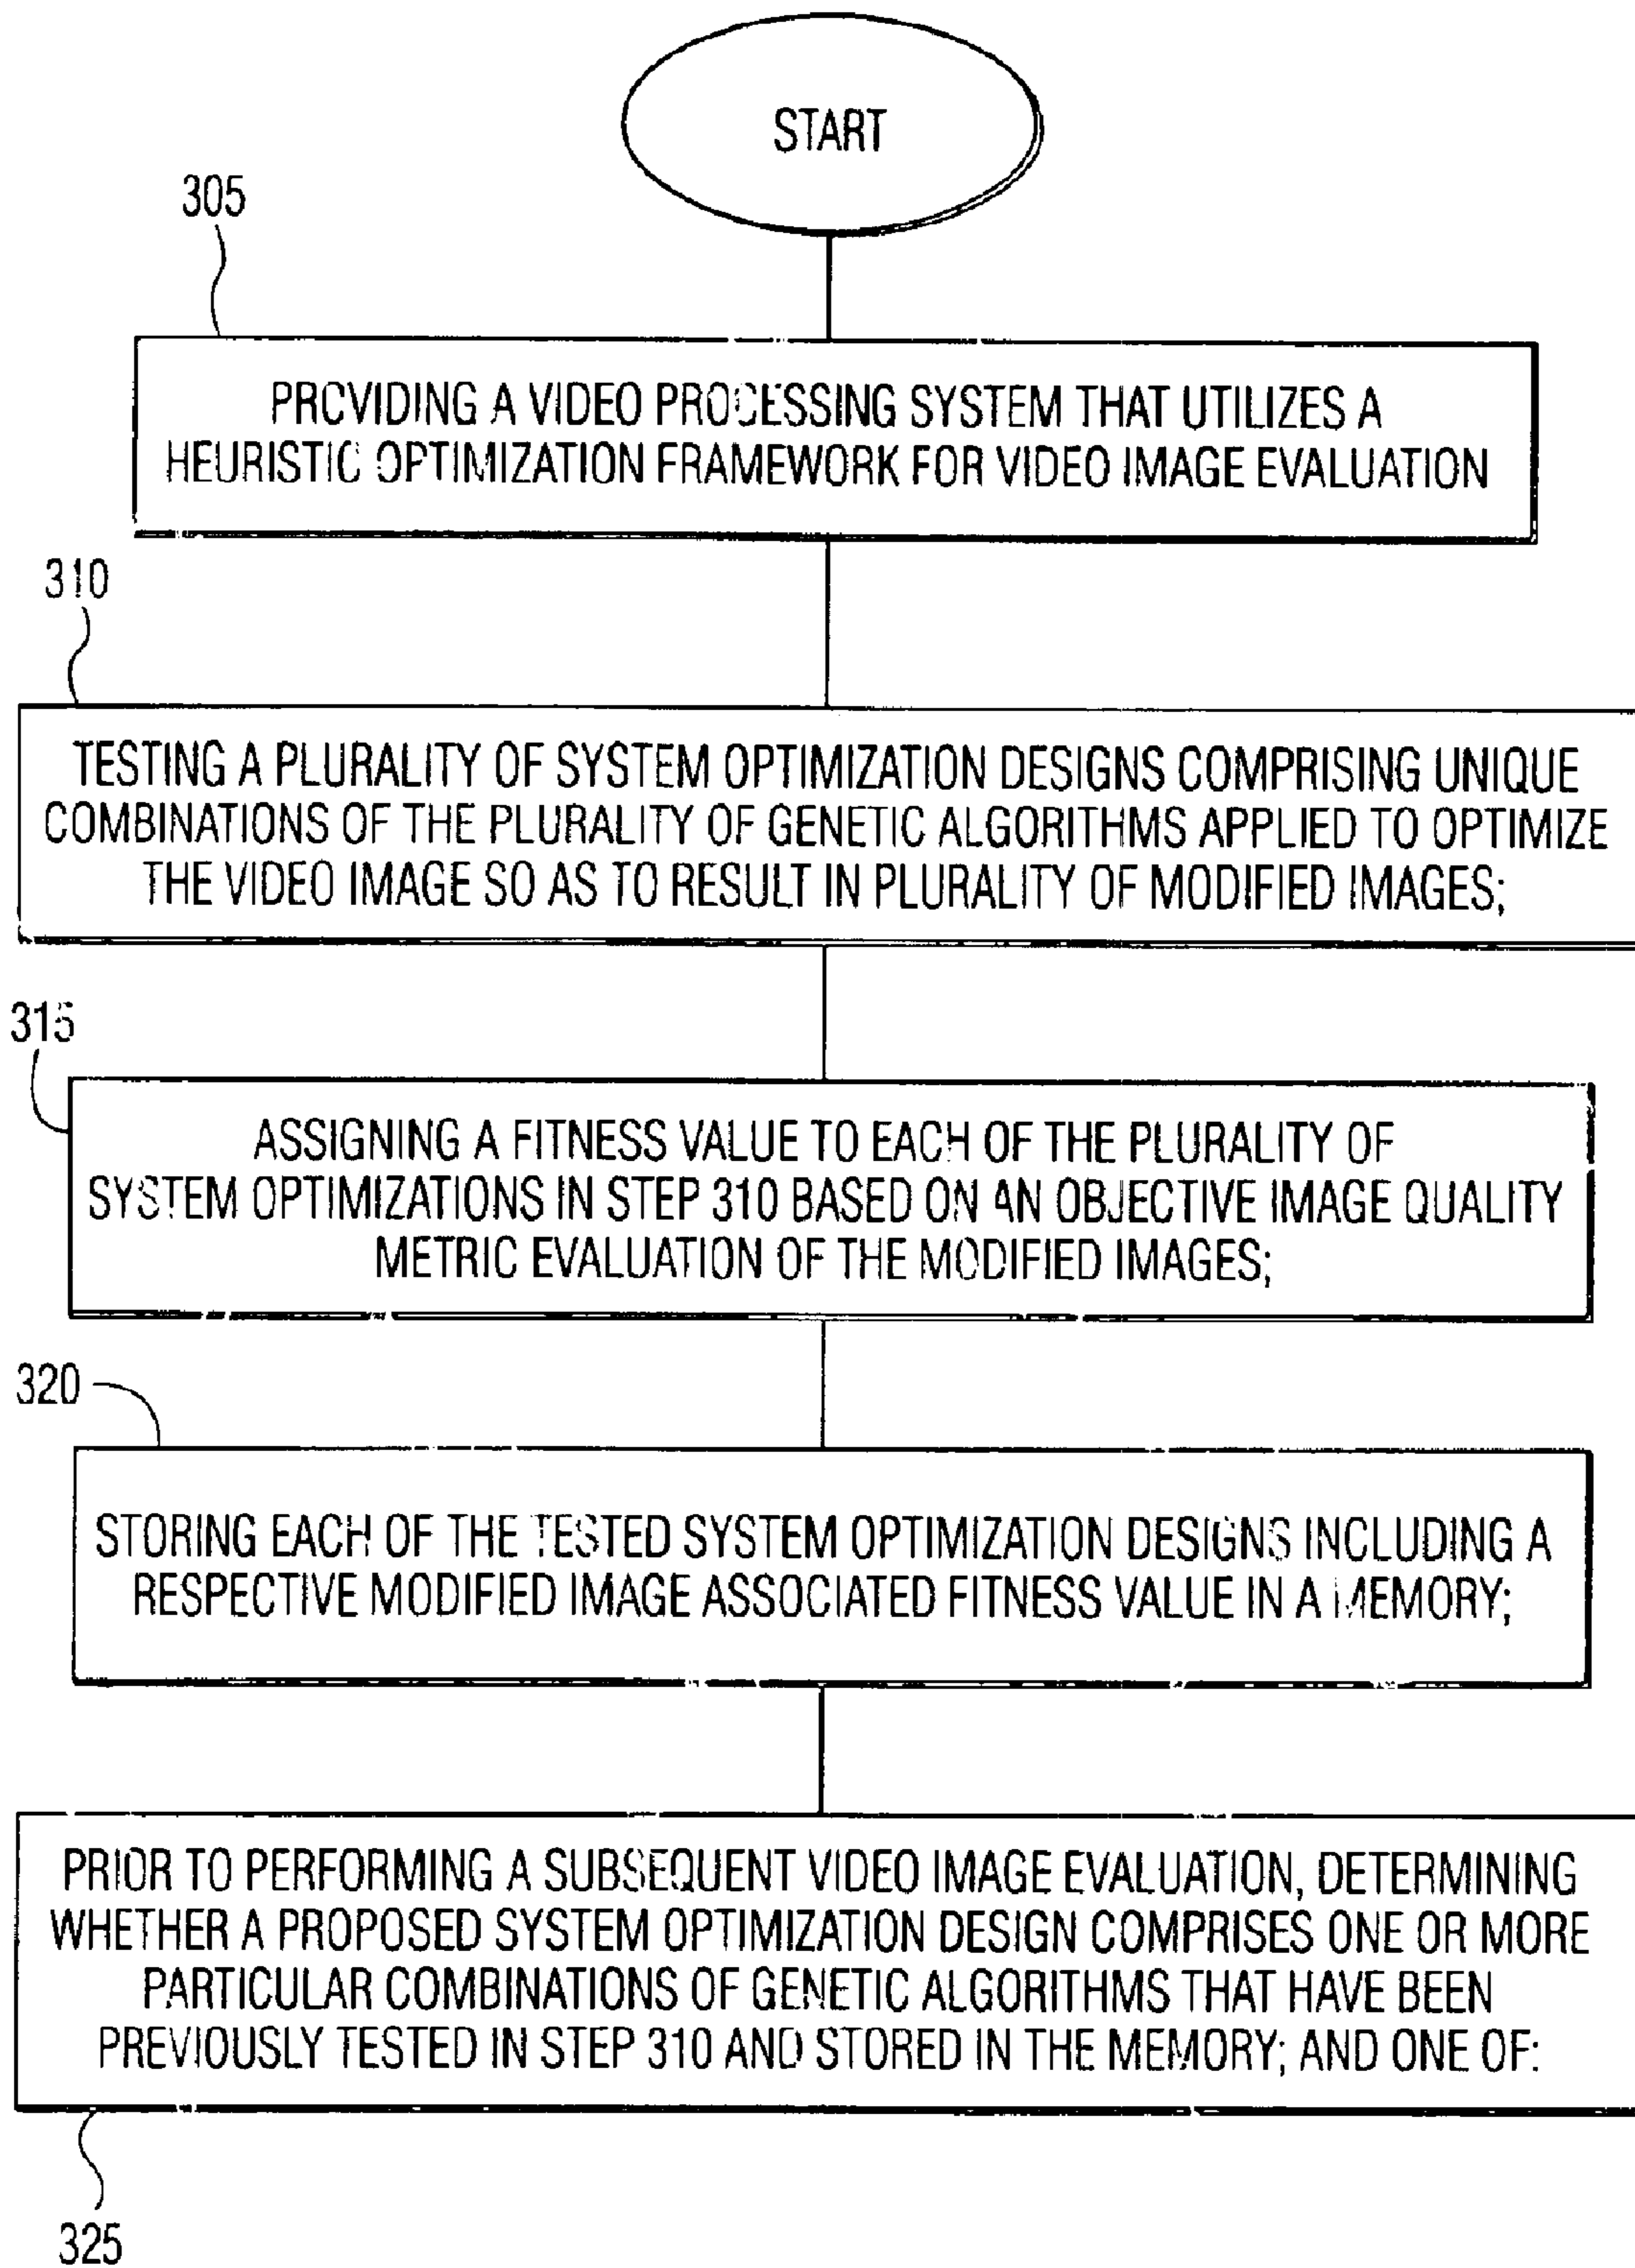 START
305
PROVIDING A VIDEO PROCESSING SYSTEM THAT UTILIZES A
HEURISTIC OPTIMIZATION FRAMEWORK FOR VIDEO IMAGE EVALUATION
310
TESTING A PLURALITY OF SYSTEM OPTIMIZATION DESIGNS COMPRISING UNIQUE
COMBINATIONS OF THE PLURALITY OF GENETIC ALGORITHMS APPLIED TO OPTIMIZE
THE VIDEO IMAGE SO AS TO RESULT IN PLURALITY OF MODIFIED IMAGES;
315
ASSIGNING A FITNESS VALUE TO EACH OF THE PLURALITY OF
SYSTEM OPTIMIZATIONS IN STEP 310 BASED ON AN OBJECTIVE IMAGE QUALITY
METRIC EVALUATION OF THE MODIFIED IMAGES;
320
STORING EACH OF THE TESTED SYSTEM OPTIMIZATION DESIGNS INCLUDING A
RESPECTIVE MODIFIED IMAGE ASSOCIATED FITNESS VALUE IN A MEMORY;
PRIOR TO PERFORMING A SUBSEQUENT VIDEO IMAGE EVALUATION, DETERMINING
WHETHER A PROPOSED SYSTEM OPTIMIZATION DESIGN COMPRISES ONE OR MORE
PARTICULAR COMBINATIONS OF GENETIC ALGORITHMS THAT HAVE BEEN
PREVIOUSLY TESTED IN STEP 310 AND STORED IN THE MEMORY; AND ONE OF:
325